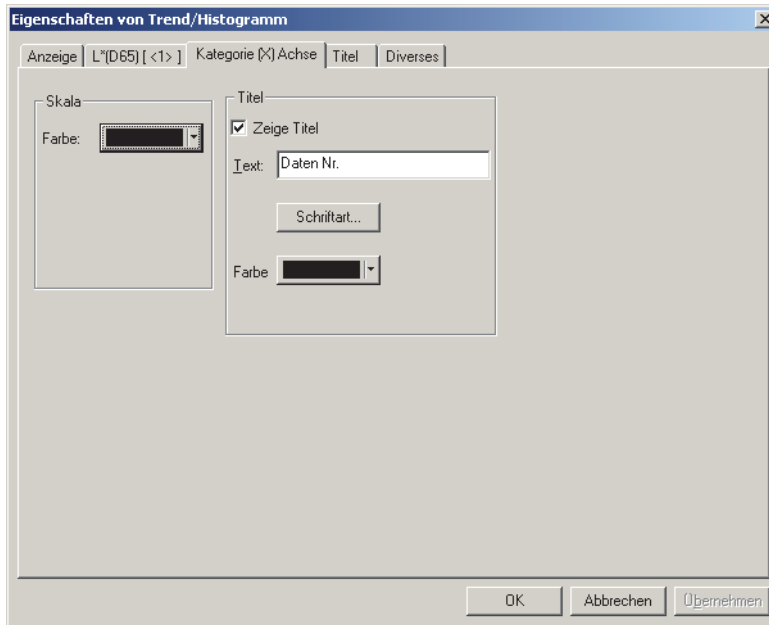 Eigenschaften von Trend/Histogramm
Anzeige
L*(D65) [ <1> ]
Kategorie (X) Achse
Titel
Diverses
Skala
Farbe:
Titel
Zeige Titel
Text:
Daten Nr.
Schriftart...
Farbe
OK
Abbrechen
Übernehmen